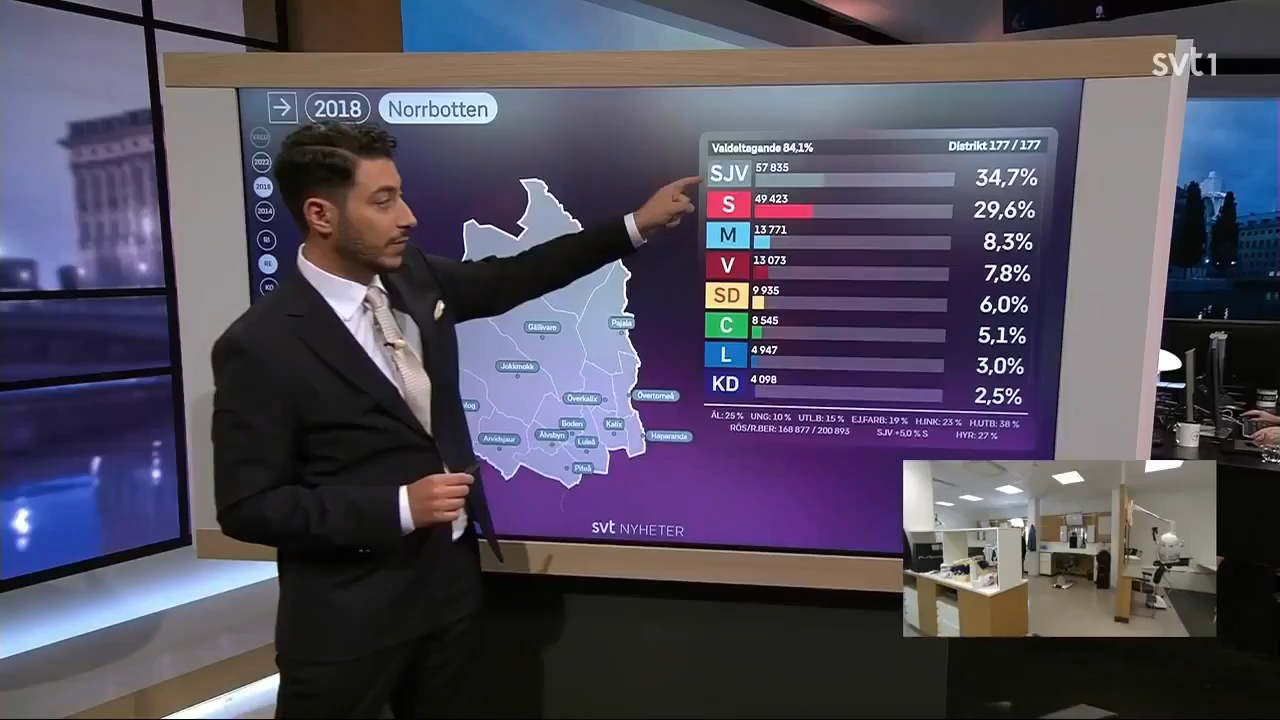 svt1
→ 2018 Norrbotten
VALU
2022
2018
2014
RI
RE
KO
Valdeltagande 84,1% Distrikt 177 / 177
SJV 57 835 34,7%
S 49 423 29,6%
M 13 771 8,3%
V 13 073 7,8%
SD 9 935 6,0%
C 8 545 5,1%
L 4 947 3,0%
KD 4 098 2,5%
ÄL: 25 % UNG: 10 % UTL.B: 15 % EJ.FARB: 19 % H.INK: 23 % H.UTB: 38 %
RÖS/R.BER: 168 877 / 200 893 SJV +5,0 % S HYR: 27 %
Gällivare
Pajala
Jokkmokk
Överkalix
Övertorneå
Boden
Kalix
Arvidsjaur
Älvsbyn
Luleå
Haparanda
Piteå
svt NYHETER